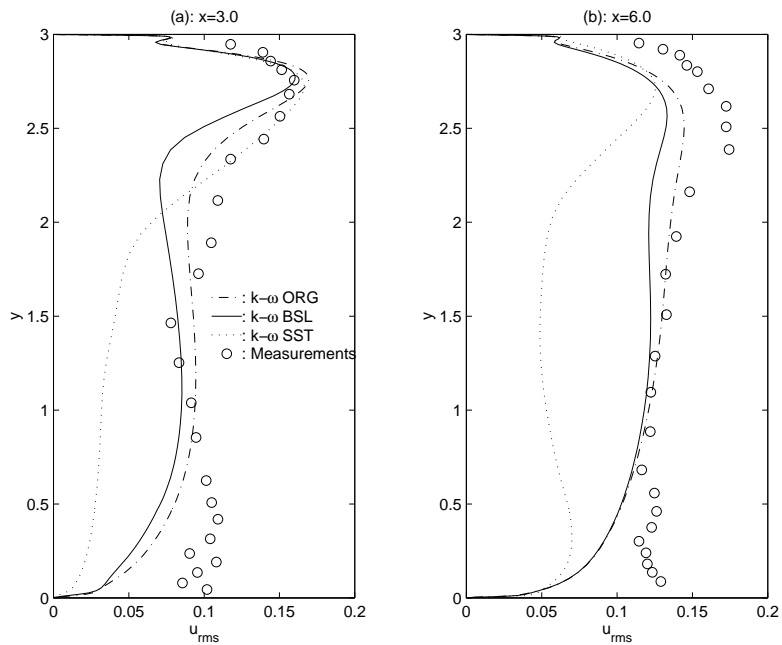 (a): x=3.0
3
2.5
2
1.5
1
0.5
0
y
0
0.05
0.1
0.15
0.2
u_rms
-·- : k−ω ORG
— : k−ω BSL
···· : k−ω SST
○ : Measurements
(b): x=6.0
3
2.5
2
1.5
1
0.5
0
y
0
0.05
0.1
0.15
0.2
u_rms